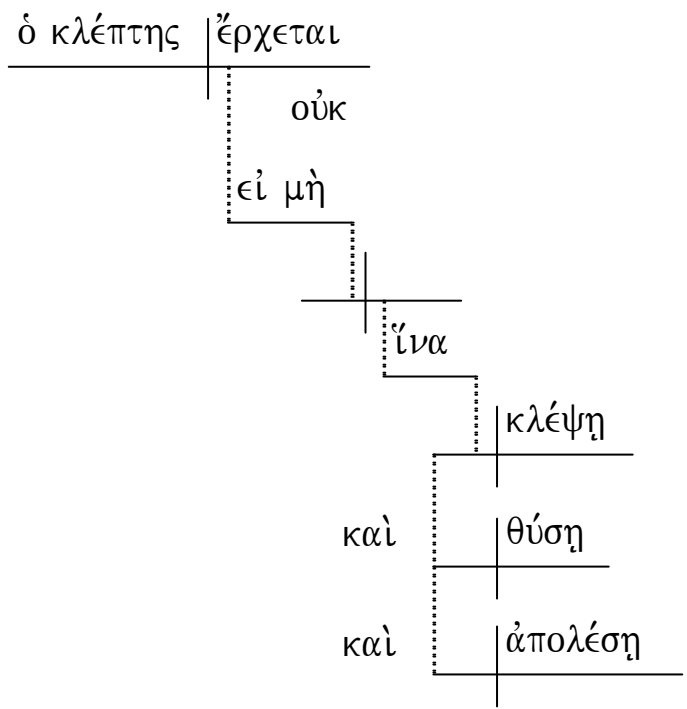 ὁ κλέπτης ἔρχεται
οὐκ
εἰ μὴ
ἵνα
κλέψῃ
καὶ θύσῃ
καὶ ἀπολέσῃ